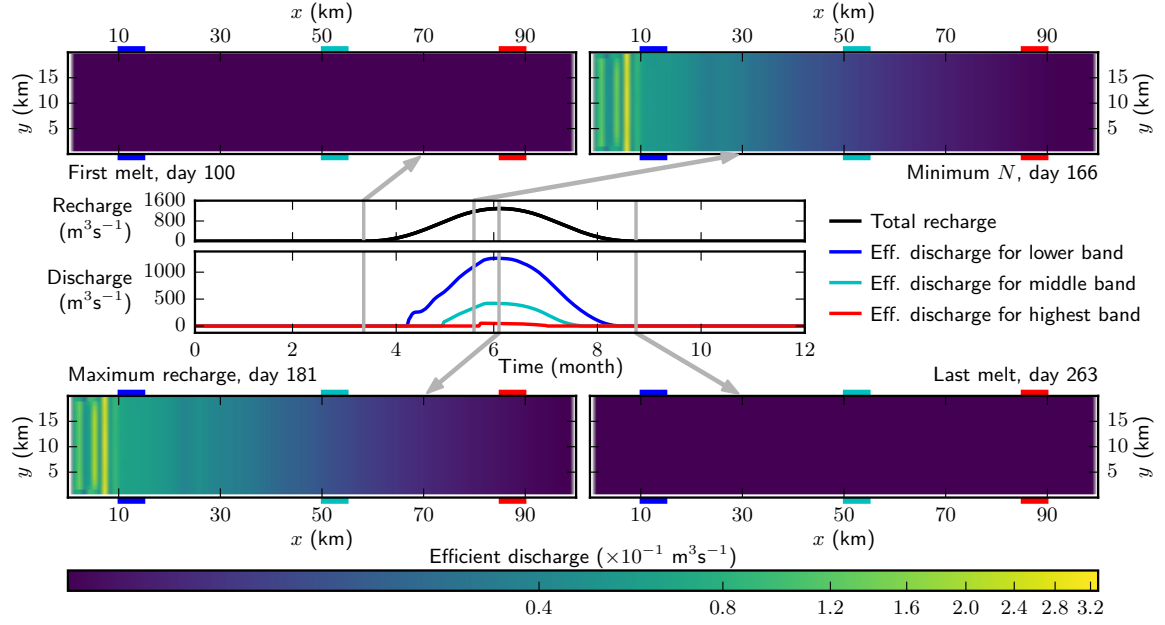 x (km)
10 30 50 70 90
10 30 50 70 90
x (km)
y (km)
15
10
5
15
10
5
y (km)
First melt, day 100
Minimum N, day 166
Recharge
(m³s⁻¹)
1600
800
0
Discharge
(m³s⁻¹)
1000
500
0
0 2 4 6 8 10 12
Time (month)
Total recharge
Eff. discharge for lower band
Eff. discharge for middle band
Eff. discharge for highest band
Maximum recharge, day 181
Last melt, day 263
y (km)
15
10
5
15
10
5
y (km)
10 30 50 70 90
10 30 50 70 90
x (km)
x (km)
Efficient discharge (×10⁻¹ m³s⁻¹)
0.4 0.8 1.2 1.6 2.0 2.4 2.8 3.2